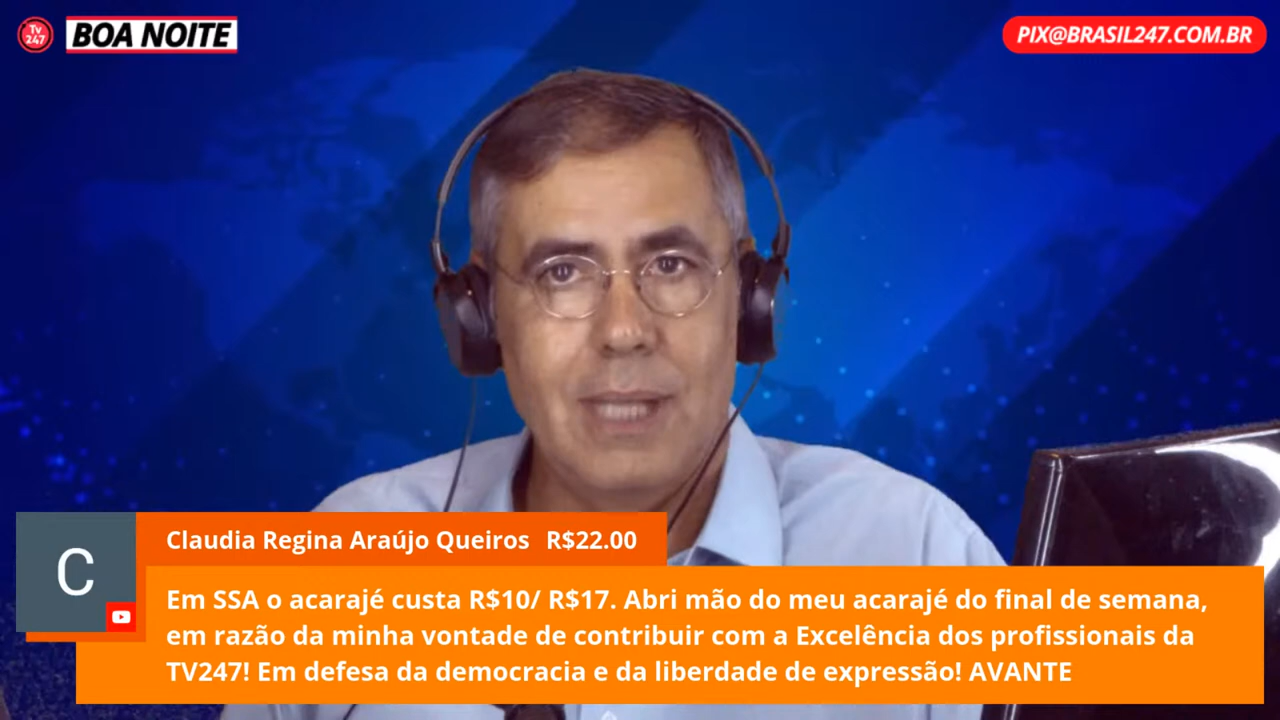 Tv
247
BOA NOITE
PIX@BRASIL247.COM.BR
C
Claudia Regina Araújo Queiros R$22.00
Em SSA o acarajé custa R$10/ R$17. Abri mão do meu acarajé do final de semana,
em razão da minha vontade de contribuir com a Excelência dos profissionais da
TV247! Em defesa da democracia e da liberdade de expressão! AVANTE